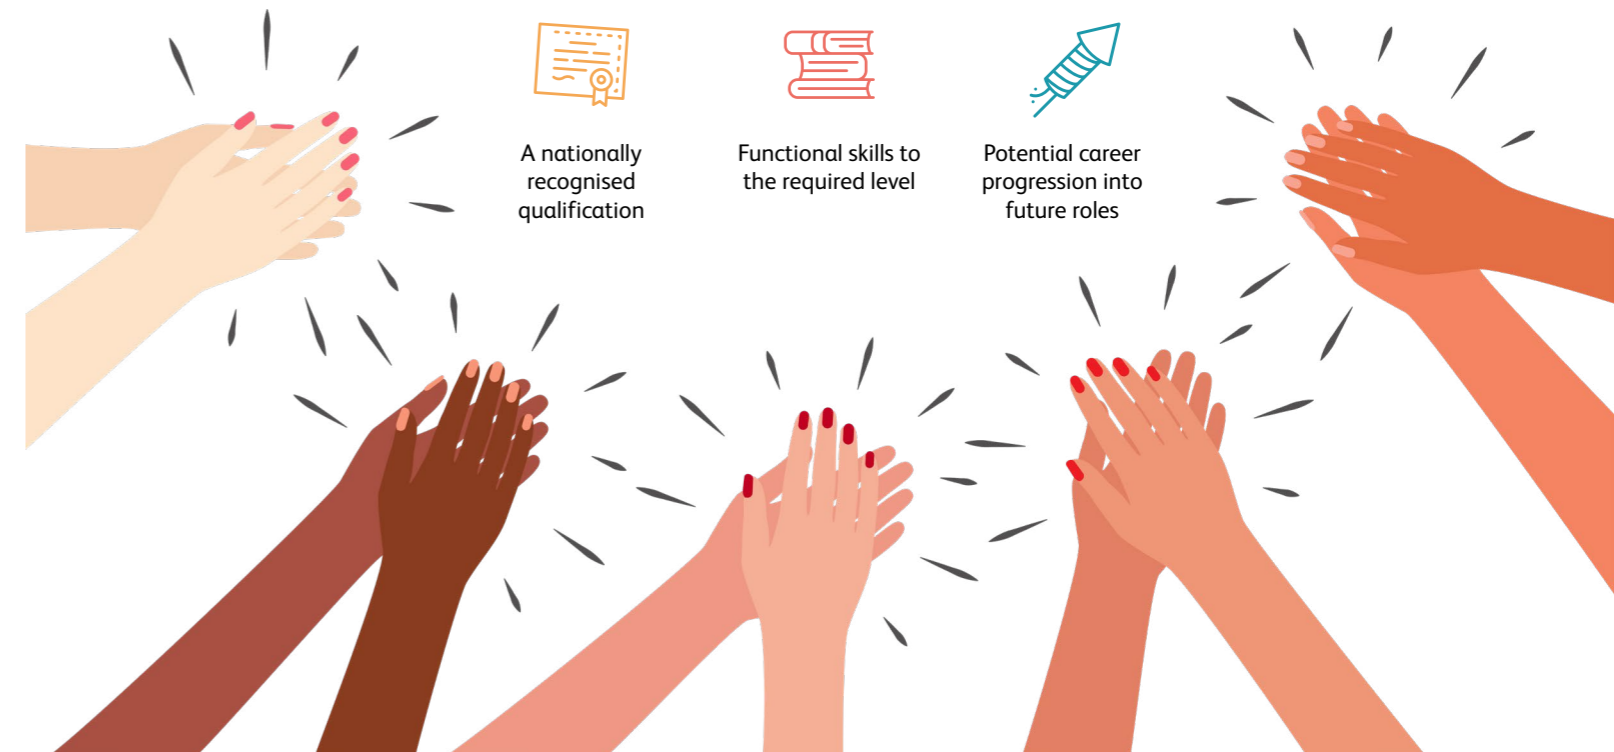 A nationally
recognised
qualification
Functional skills to
the required level
Potential career
progression into
future roles